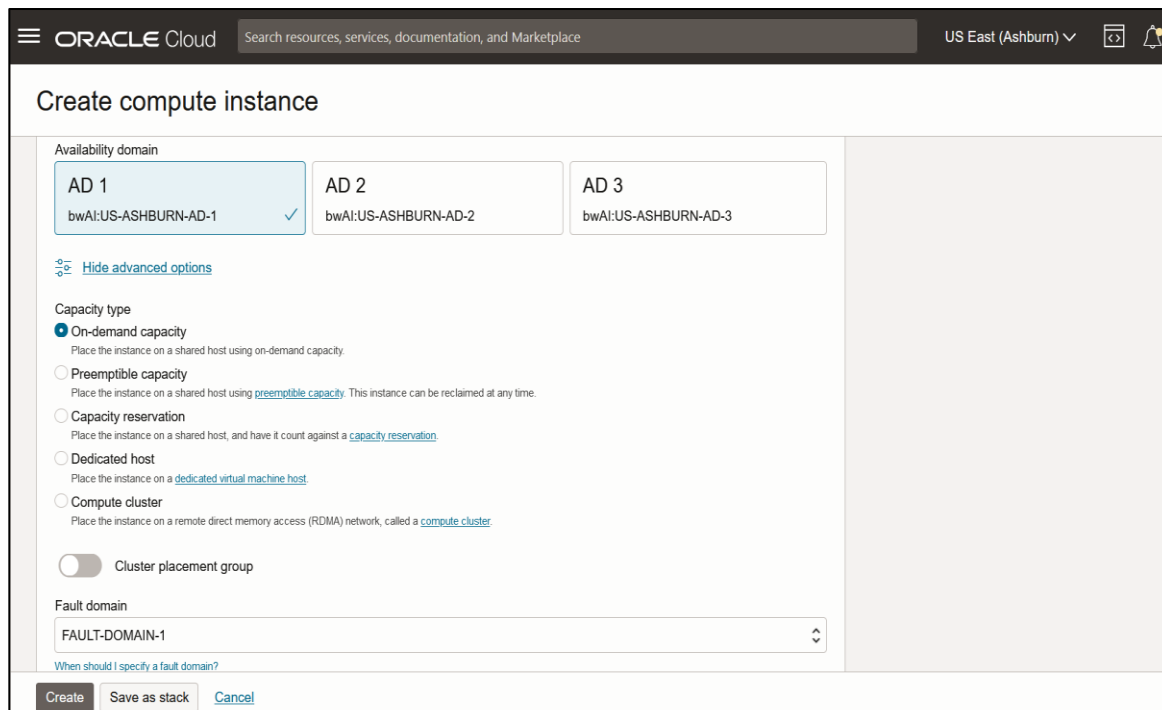 ORACLE Cloud
Search resources, services, documentation, and Marketplace
US East (Ashburn)
Create compute instance
Availability domain
AD 1
bwAI:US-ASHBURN-AD-1
AD 2
bwAI:US-ASHBURN-AD-2
AD 3
bwAI:US-ASHBURN-AD-3
Hide advanced options
Capacity type
On-demand capacity
Place the instance on a shared host using on-demand capacity.
Preemptible capacity
Place the instance on a shared host using preemptible capacity. This instance can be reclaimed at any time.
Capacity reservation
Place the instance on a shared host, and have it count against a capacity reservation.
Dedicated host
Place the instance on a dedicated virtual machine host.
Compute cluster
Place the instance on a remote direct memory access (RDMA) network, called a compute cluster.
Cluster placement group
Fault domain
FAULT-DOMAIN-1
When should I specify a fault domain?
Create
Save as stack
Cancel